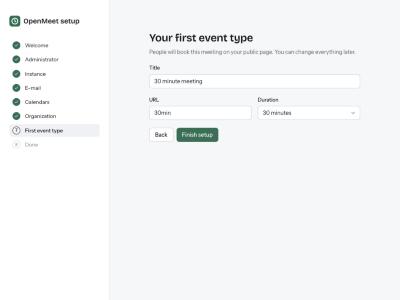 OpenMeet setup
Welcome
Administrator
Instance
E-mail
Calendars
Organization
7 First event type
8 Done
Your first event type
People will book this meeting on your public page. You can change everything later.
Title
30 minute meeting
URL
Duration
30min
30 minutes
Back
Finish setup